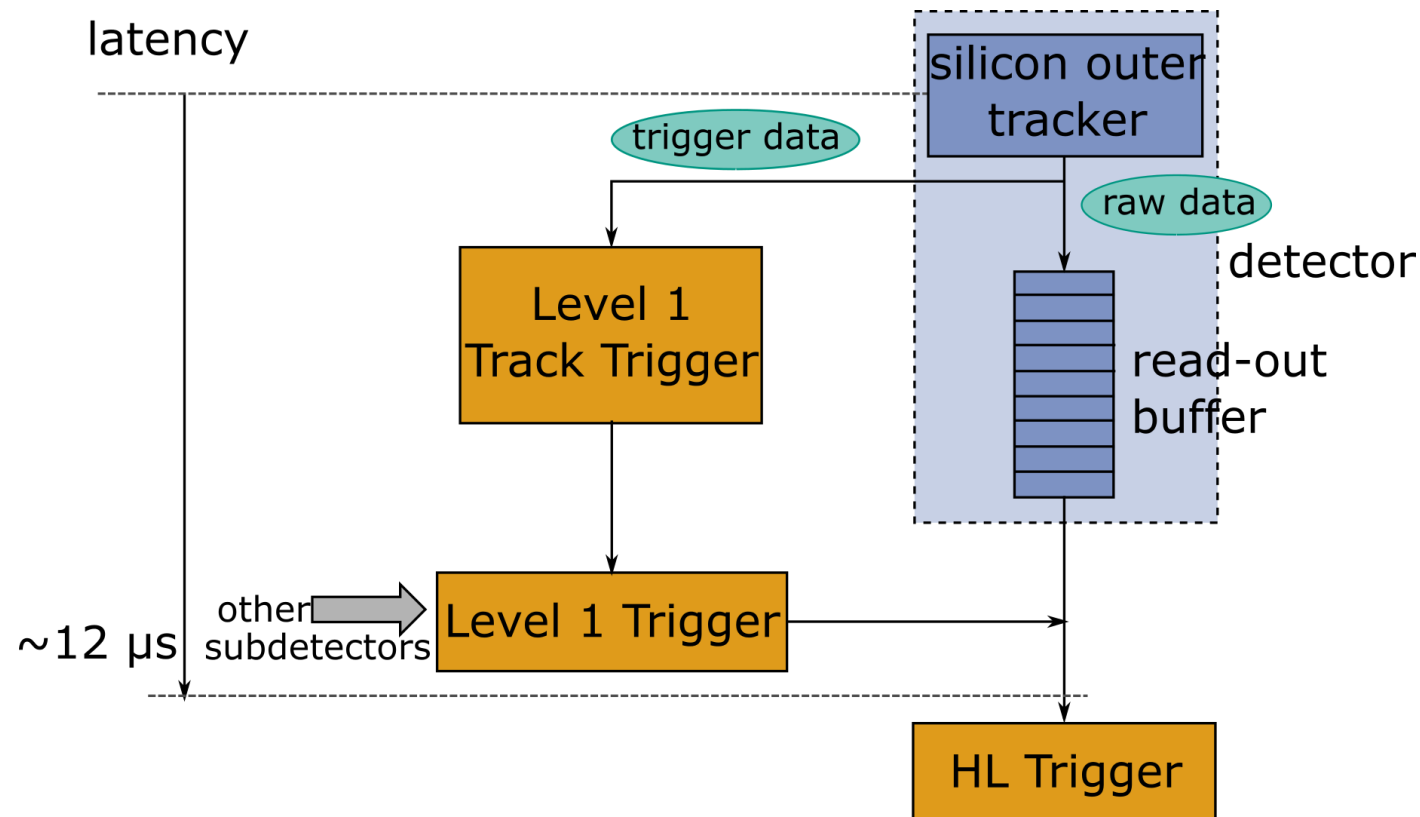 latency
silicon outer
tracker
trigger data
raw data
detector
Level 1
Track Trigger
read-out
buffer
other
subdetectors
Level 1 Trigger
~12 µs
HL Trigger